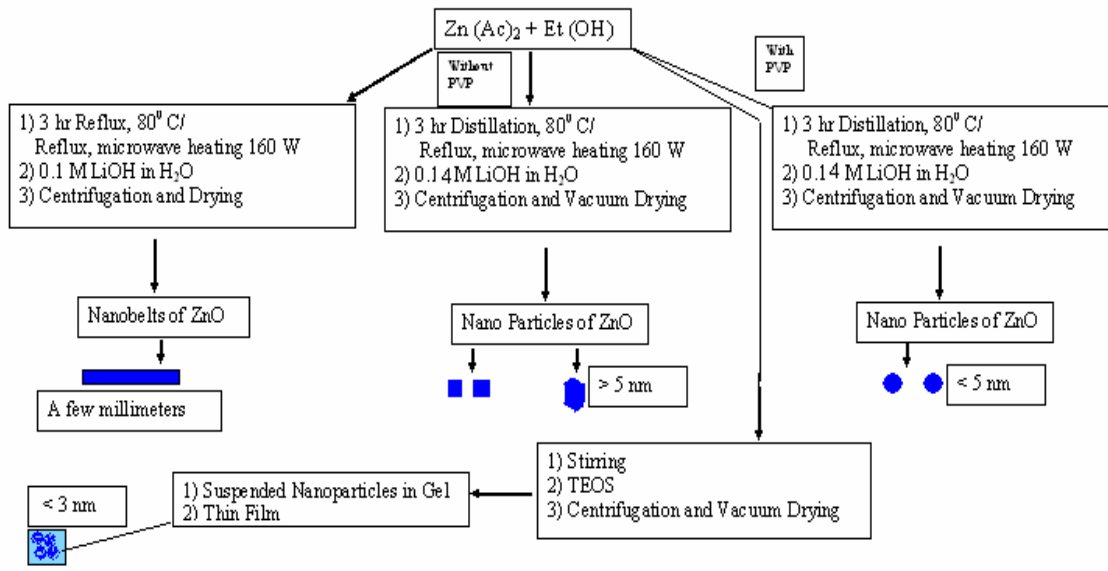 Zn (Ac)₂ + Et (OH)
Without
PVP
With
PVP
1) 3 hr Reflux, 80⁰ C/
Reflux, microwave heating 160 W
2) 0.1 M LiOH in H₂O
3) Centrifugation and Drying
1) 3 hr Distillation, 80⁰ C/
Reflux, microwave heating 160 W
2) 0.14 M LiOH in H₂O
3) Centrifugation and Vacuum Drying
1) 3 hr Distillation, 80⁰ C/
Reflux, microwave heating 160 W
2) 0.14 M LiOH in H₂O
3) Centrifugation and Vacuum Drying
Nanobelts of ZnO
Nano Particles of ZnO
Nano Particles of ZnO
A few millimeters
> 5 nm
< 5 nm
1) Stirring
2) TEOS
3) Centrifugation and Vacuum Drying
1) Suspended Nanoparticles in Gel
2) Thin Film
< 3 nm